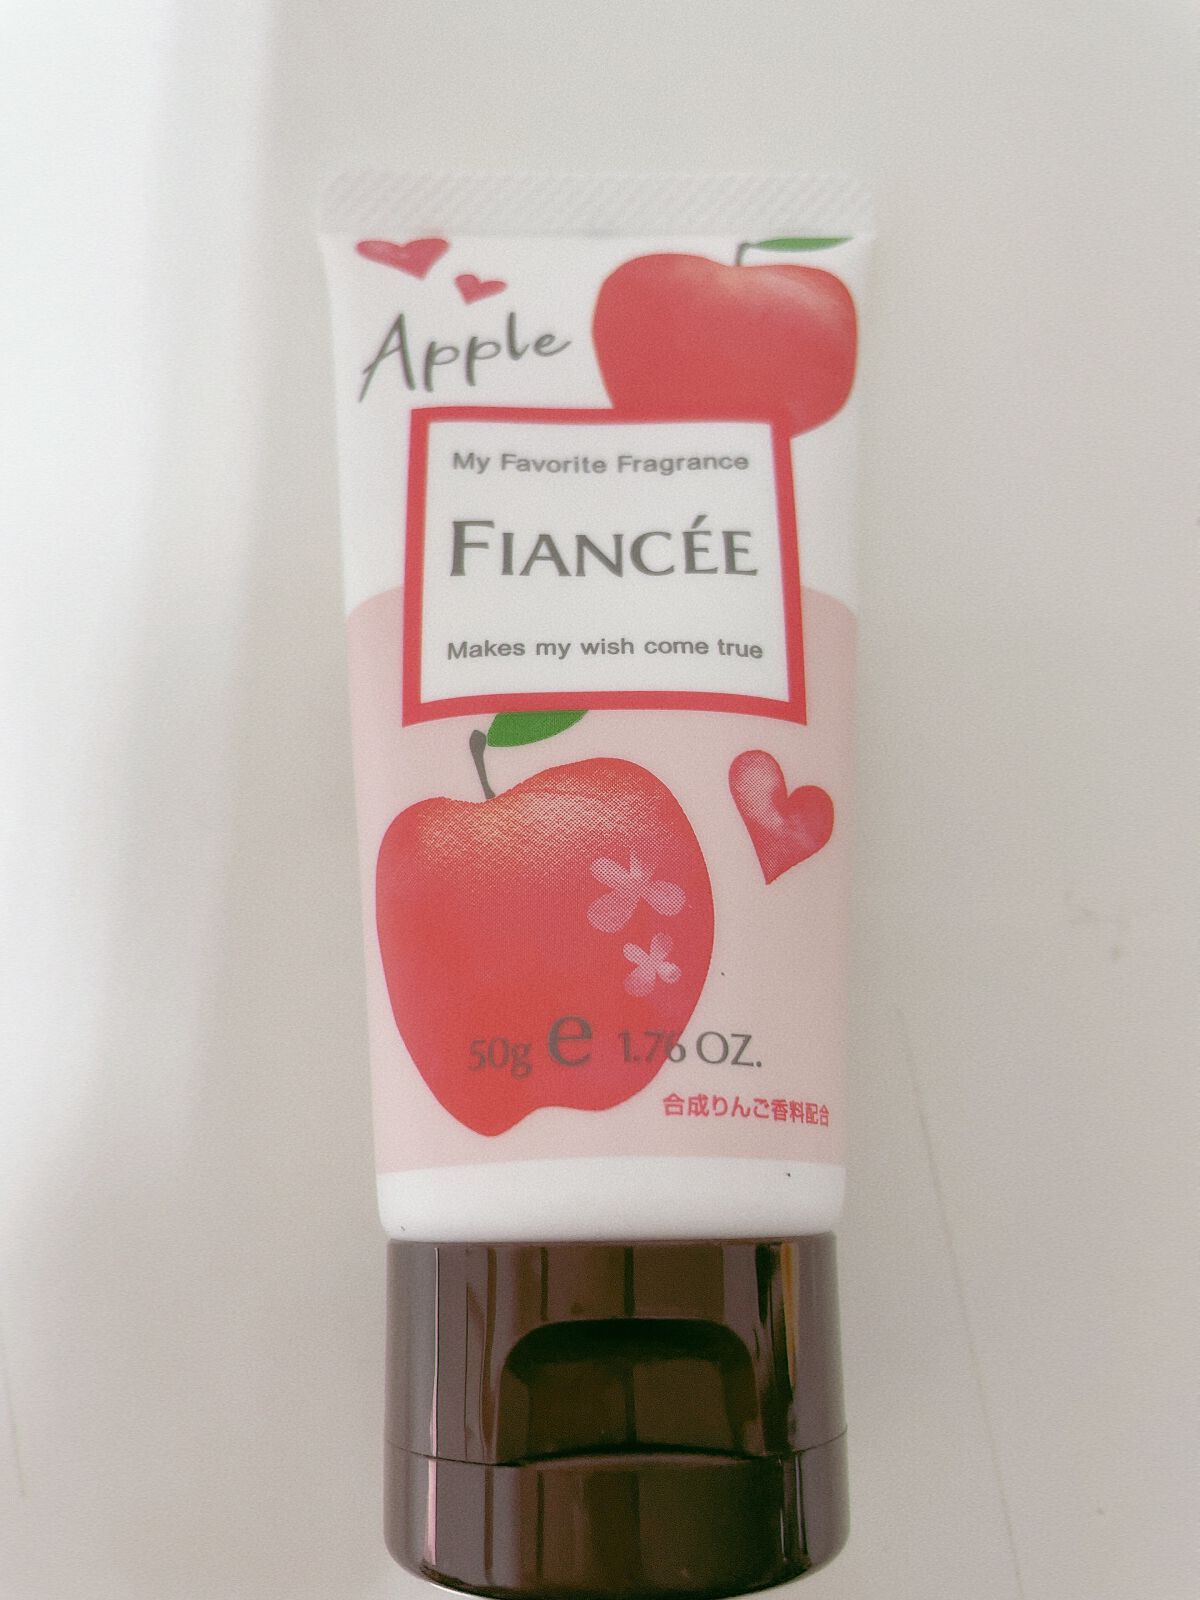 Apple
My Favorite Fragrance
FIANCÉE
Makes my wish come true
50g e 1.76 OZ.
合成りんご香料配合